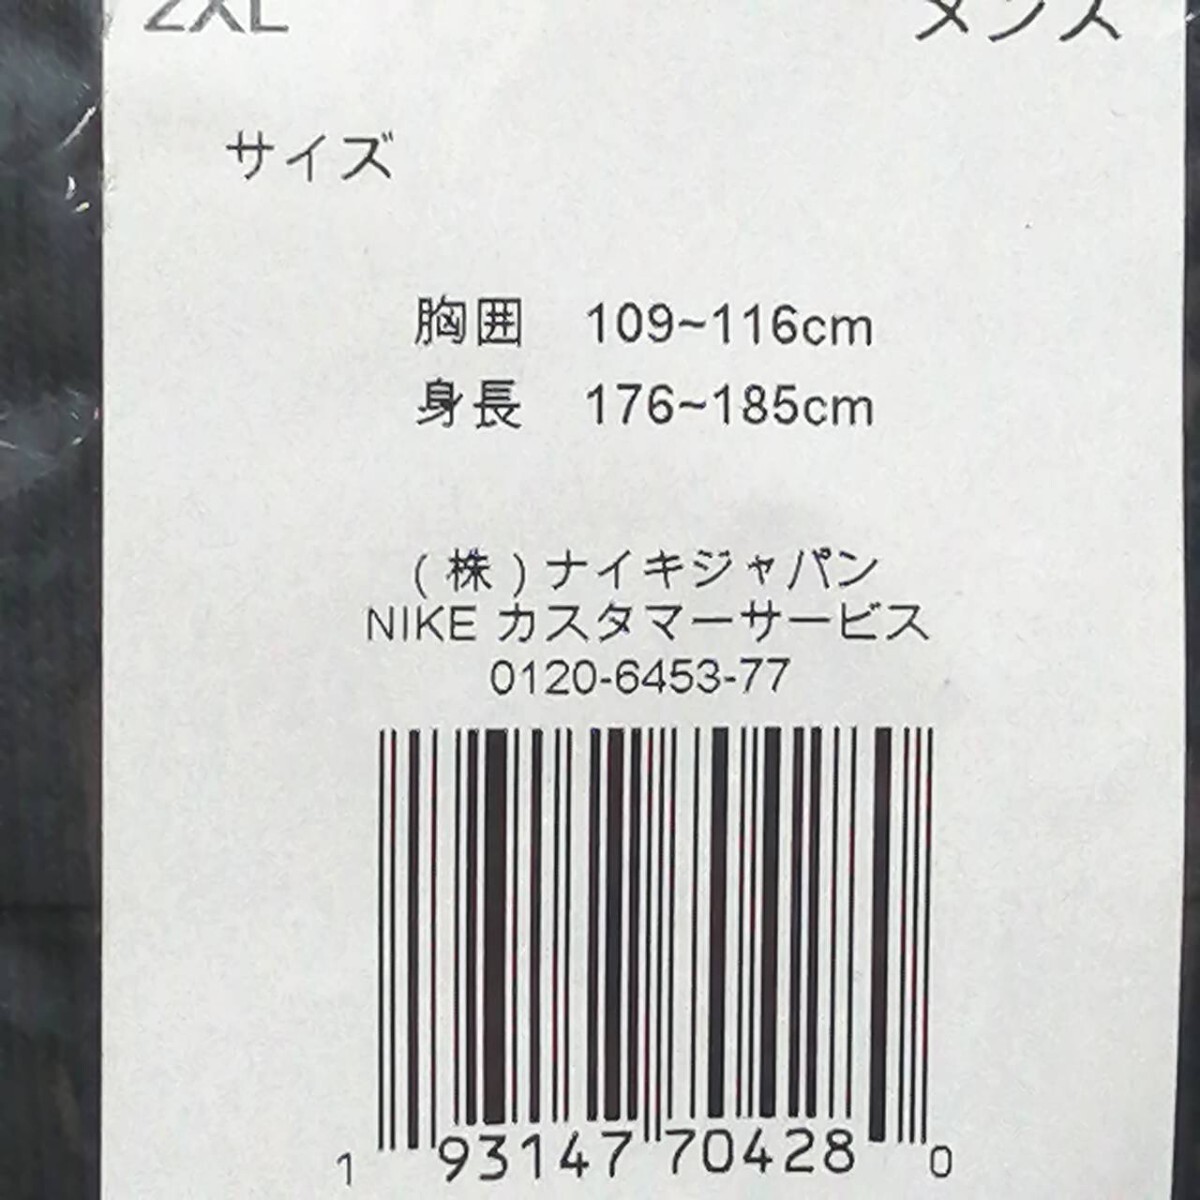 2XL メンズ
サイズ
胸囲 109~116cm
身長 176~185cm
(株)ナイキジャパン
NIKE カスタマーサービス
0120-6453-77
1 93147 70428 0